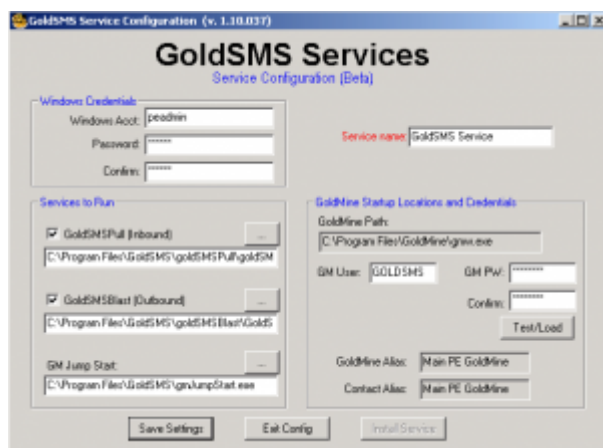 GoldSMS Service Configuration (v. 1.10.037)
GoldSMS Services
Service Configuration (Beta)
Windows Credentials
Windows Acct: peadmin
Password: ******
Confirm: ******
Service name: GoldSMS Service
Services to Run
GoldSMSPull (Inbound) ...
C:\Program Files\GoldSMS\goldSMSPull\goldSM
GoldSMSBlast (Outbound) ...
C:\Program Files\GoldSMS\goldSMSBlast\GoldS
GM Jump Start: ...
C:\Program Files\GoldSMS\gmJumpStart.exe
GoldMine Startup Locations and Credentials
GoldMine Path:
C:\Program Files\GoldMine\gmw.exe
GM User: GOLDSMS GM PW: *******
Confirm: *******
Test/Load
GoldMine Alias: Main PE GoldMine
Contact Alias: Main PE GoldMine
Save Settings Exit Config Install Service